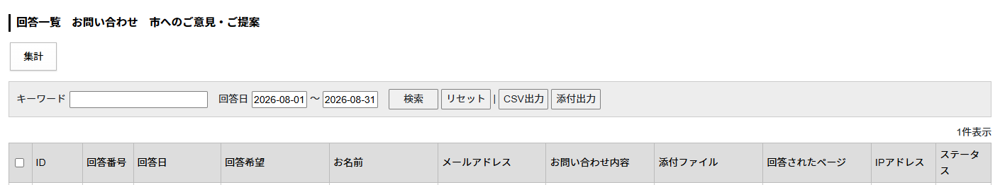 回答一覧　お問い合わせ　市へのご意見・ご提案
集計
キーワード 回答日 2026-08-01 ～ 2026-08-31 検索 リセット | CSV出力 添付出力
1件表示
ID 回答番号 回答日 回答希望 お名前 メールアドレス お問い合わせ内容 添付ファイル 回答されたページ IPアドレス ステータス